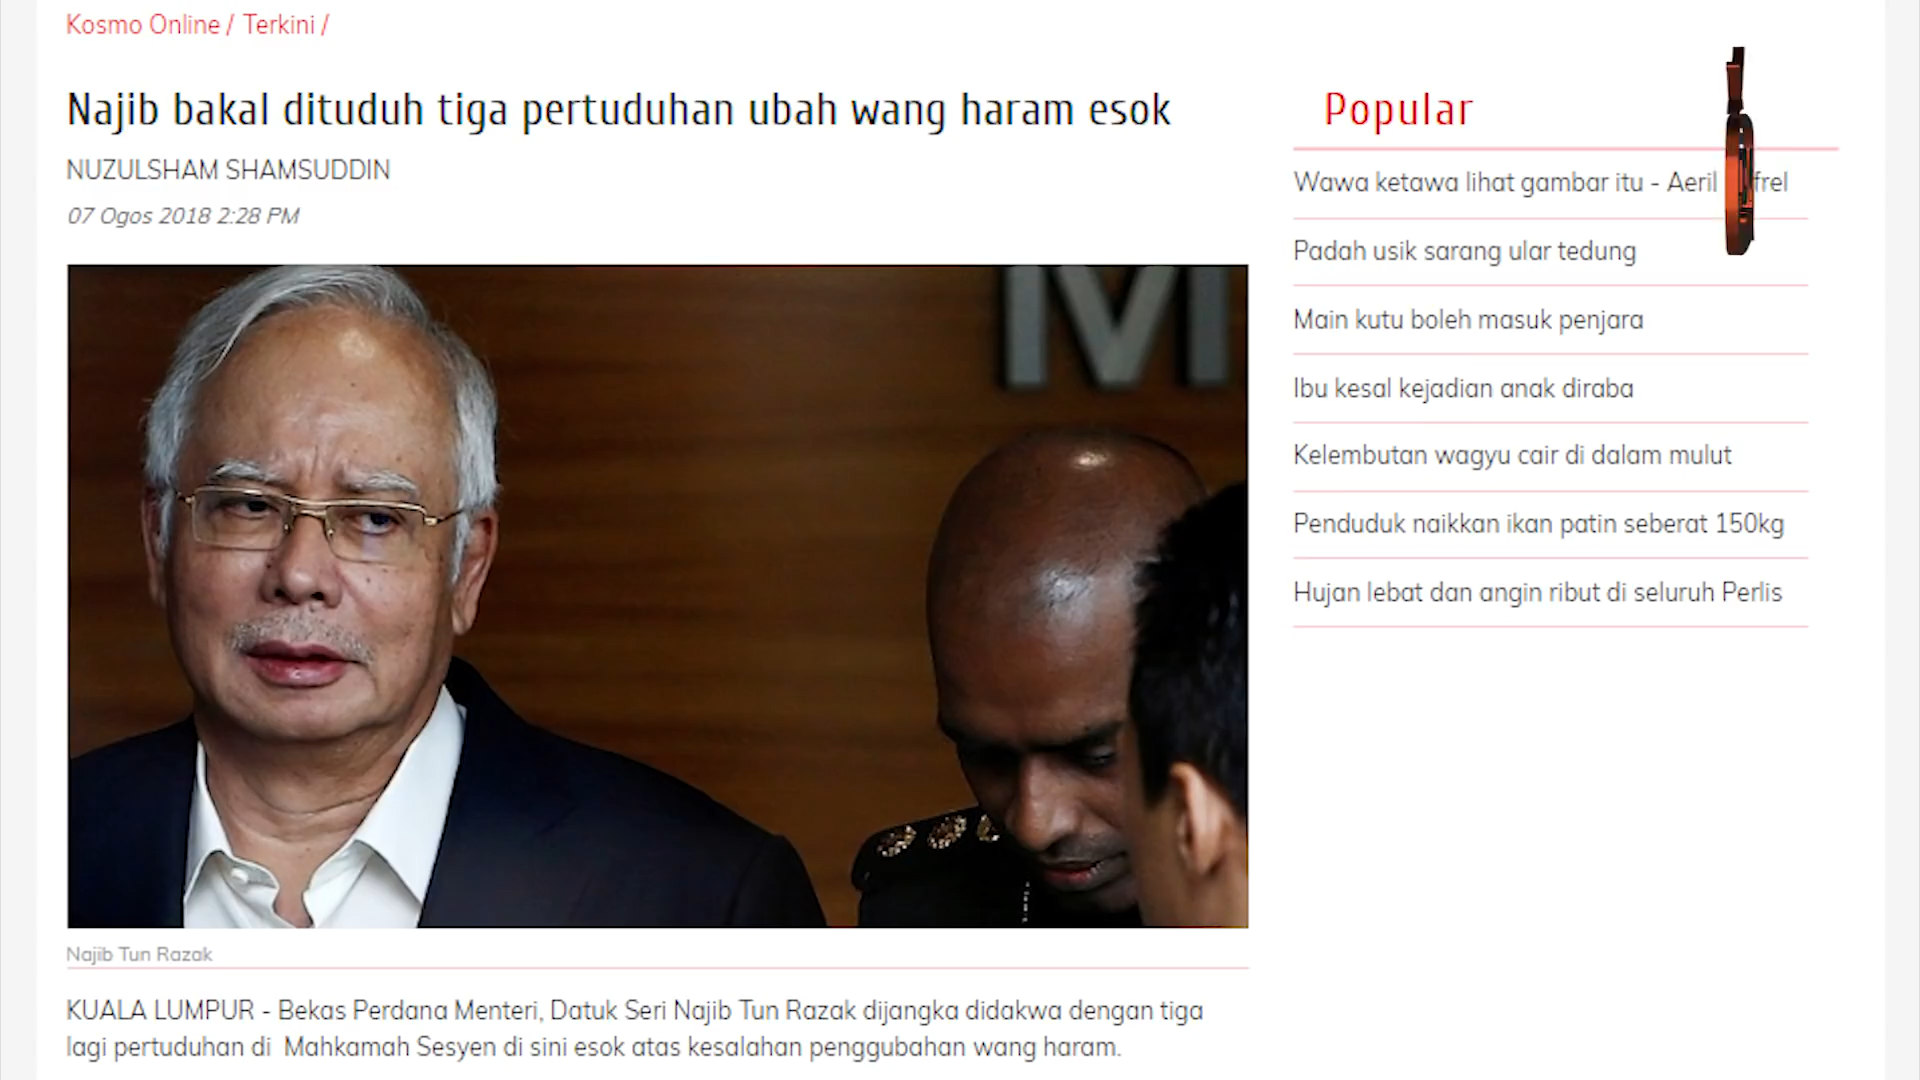 Kosmo Online / Terkini /
Najib bakal dituduh tiga pertuduhan ubah wang haram esok
NUZULSHAM SHAMSUDDIN
07 Ogos 2018 2:28 PM
M
Najib Tun Razak
KUALA LUMPUR - Bekas Perdana Menteri, Datuk Seri Najib Tun Razak dijangka didakwa dengan tiga
lagi pertuduhan di Mahkamah Sesyen di sini esok atas kesalahan penggubahan wang haram.
Popular
Wawa ketawa lihat gambar itu - Aeril
Padah usik sarang ular tedung
Main kutu boleh masuk penjara
Ibu kesal kejadian anak diraba
Kelembutan wagyu cair di dalam mulut
Penduduk naikkan ikan patin seberat 150kg
Hujan lebat dan angin ribut di seluruh Perlis